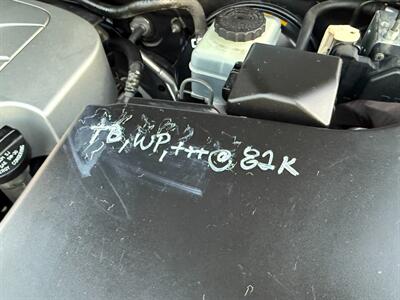 TB, WP, +++@ 82K